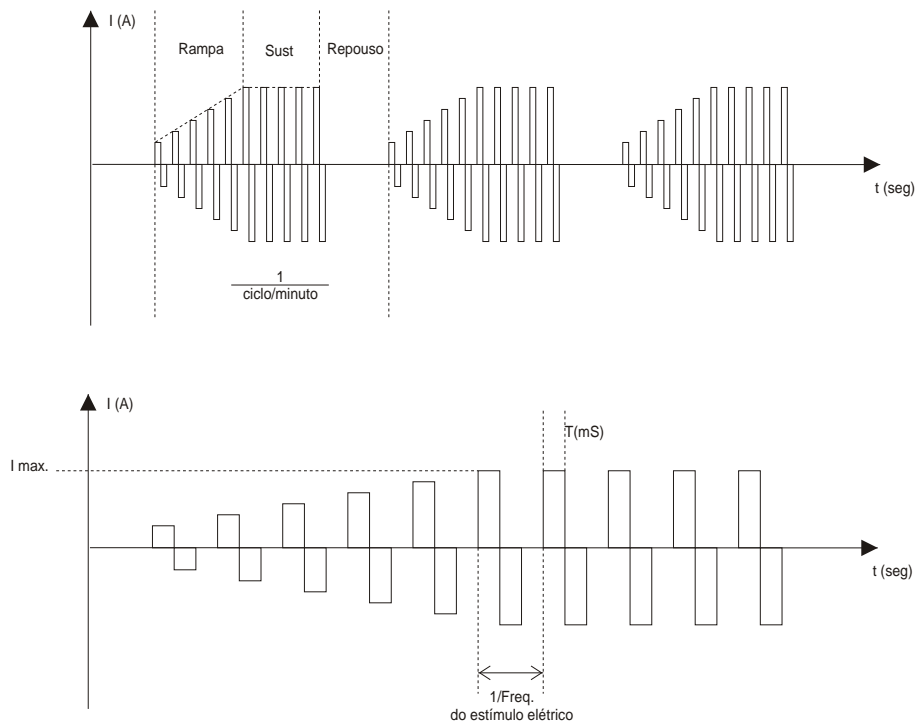 I (A)
Rampa
Sust
Repouso
t (seg)
1
ciclo/minuto
I (A)
T(mS)
I max.
t (seg)
1/Freq.
do estímulo elétrico